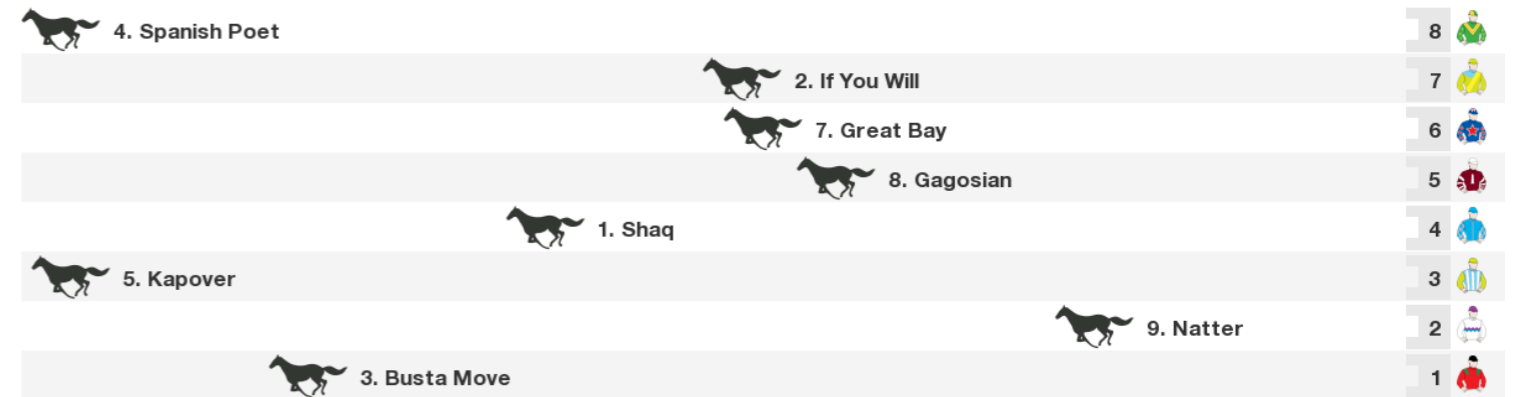 4. Spanish Poet 8
2. If You Will 7
7. Great Bay 6
8. Gagosian 5
1. Shaq 4
5. Kapover 3
9. Natter 2
3. Busta Move 1